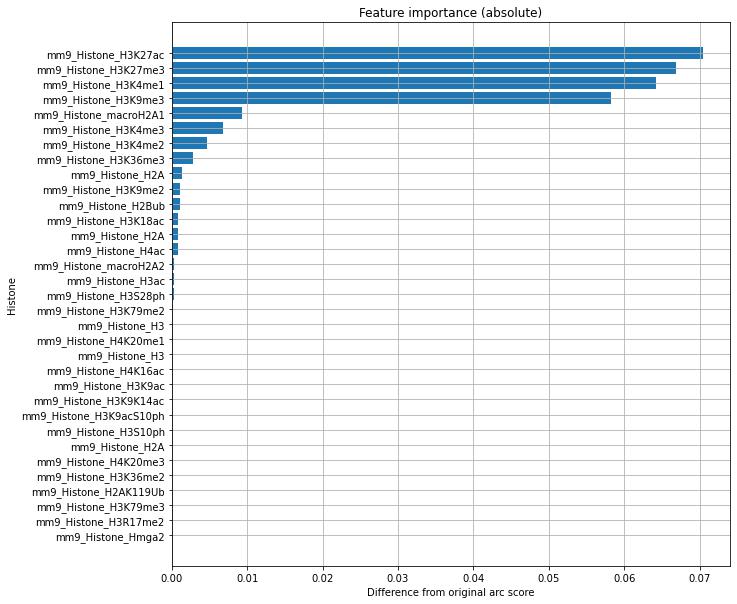 Feature importance (absolute)
mm9_Histone_H3K27ac
mm9_Histone_H3K27me3
mm9_Histone_H3K4me1
mm9_Histone_H3K9me3
mm9_Histone_macroH2A1
mm9_Histone_H3K4me3
mm9_Histone_H3K4me2
mm9_Histone_H3K36me3
mm9_Histone_H2A
mm9_Histone_H3K9me2
mm9_Histone_H2Bub
mm9_Histone_H3K18ac
mm9_Histone_H2A
mm9_Histone_H4ac
mm9_Histone_macroH2A2
mm9_Histone_H3ac
mm9_Histone_H3S28ph
mm9_Histone_H3K79me2
mm9_Histone_H3
mm9_Histone_H4K20me1
mm9_Histone_H3
mm9_Histone_H4K16ac
mm9_Histone_H3K9ac
mm9_Histone_H3K9K14ac
mm9_Histone_H3K9acS10ph
mm9_Histone_H3S10ph
mm9_Histone_H2A
mm9_Histone_H4K20me3
mm9_Histone_H3K36me2
mm9_Histone_H2AK119Ub
mm9_Histone_H3K79me3
mm9_Histone_H3R17me2
mm9_Histone_Hmga2
Histone
0.00 0.01 0.02 0.03 0.04 0.05 0.06 0.07
Difference from original arc score